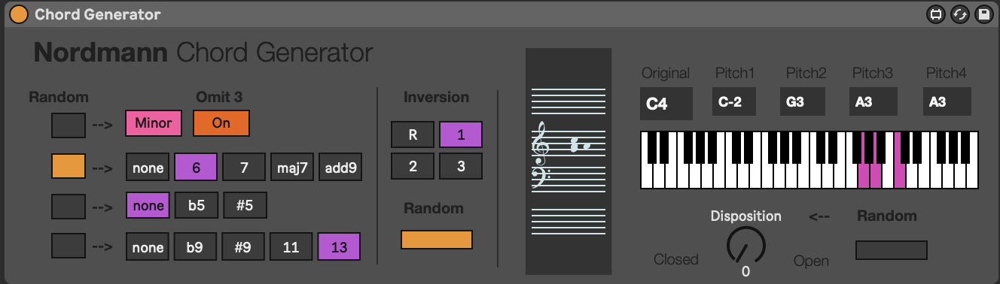 Chord Generator
Nordmann Chord Generator
Random Omit 3
--> Minor On
--> none 6 7 maj7 add9
--> none b5 #5
--> none b9 #9 11 13
Inversion
R 1
2 3
Random
Original Pitch1 Pitch2 Pitch3 Pitch4
C4 C-2 G3 A3 A3
Disposition <-- Random
Closed Open
0